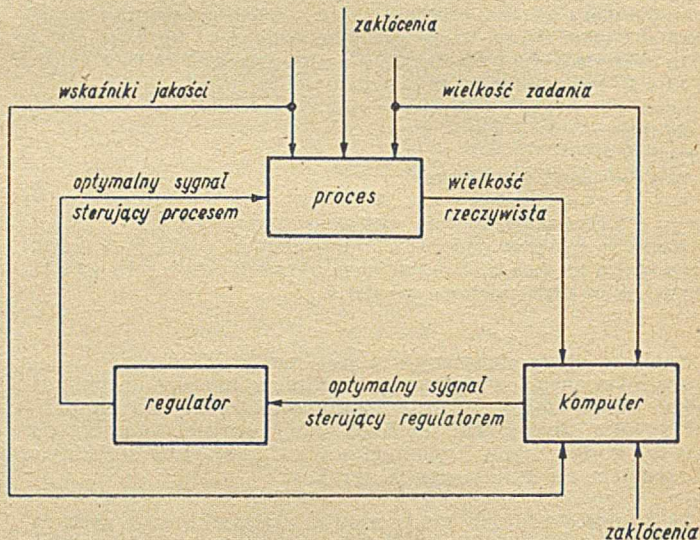 zakłócenia
wskaźniki jakości
wielkość zadania
optymalny sygnał
sterujący procesem
proces
wielkość
rzeczywista
regulator
optymalny sygnał
sterujący regulatorem
Komputer
zakłócenia